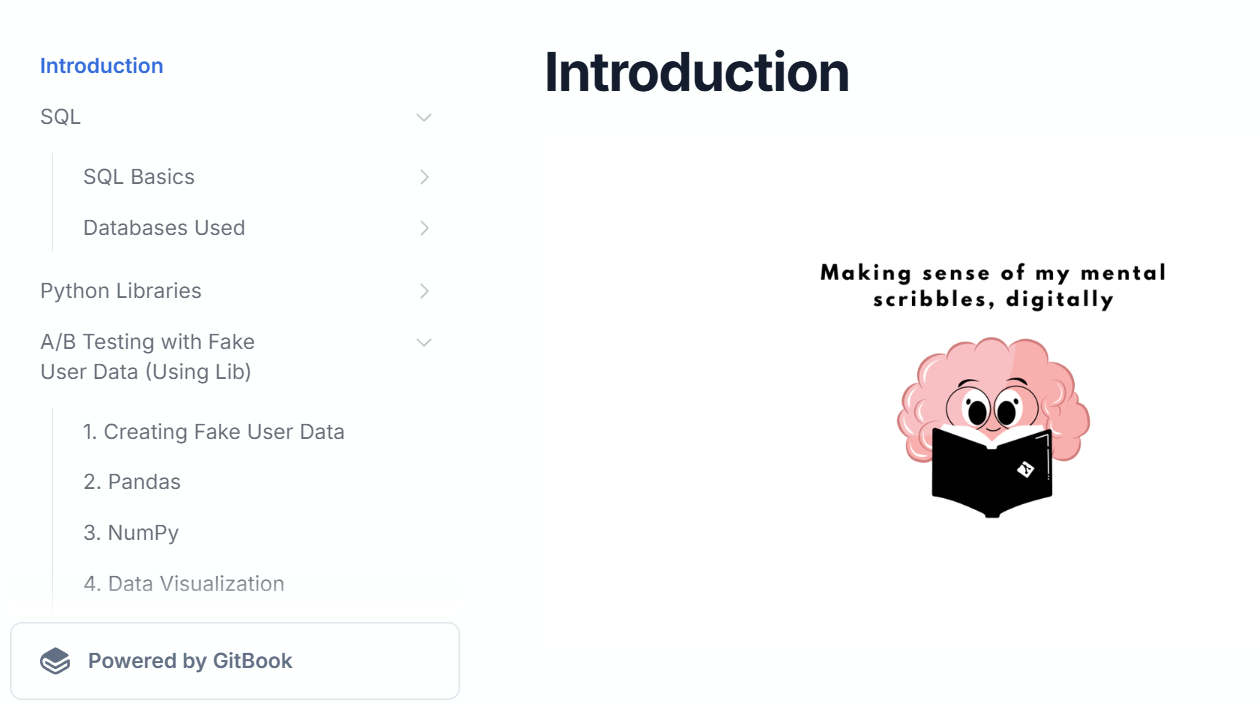 Introduction
SQL
SQL Basics
Databases Used
Python Libraries
A/B Testing with Fake
User Data (Using Lib)
1. Creating Fake User Data
2. Pandas
3. NumPy
4. Data Visualization
Powered by GitBook
Introduction
Making sense of my mental
scribbles, digitally